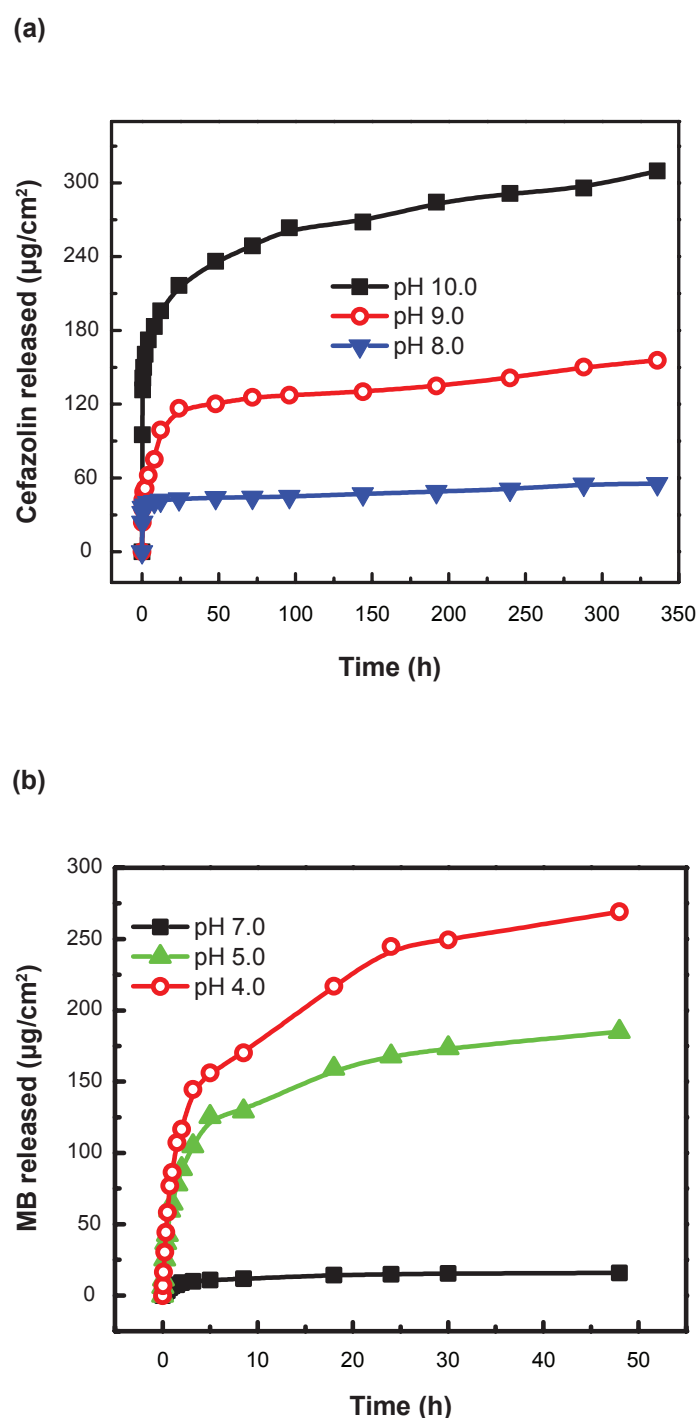 (a)
300
240
180
120
60
0
Cefazolin released (µg/cm²)
pH 10.0
pH 9.0
pH 8.0
0 50 100 150 200 250 300 350
Time (h)
(b)
300
250
200
150
100
50
0
MB released (µg/cm²)
pH 7.0
pH 5.0
pH 4.0
0 10 20 30 40 50
Time (h)